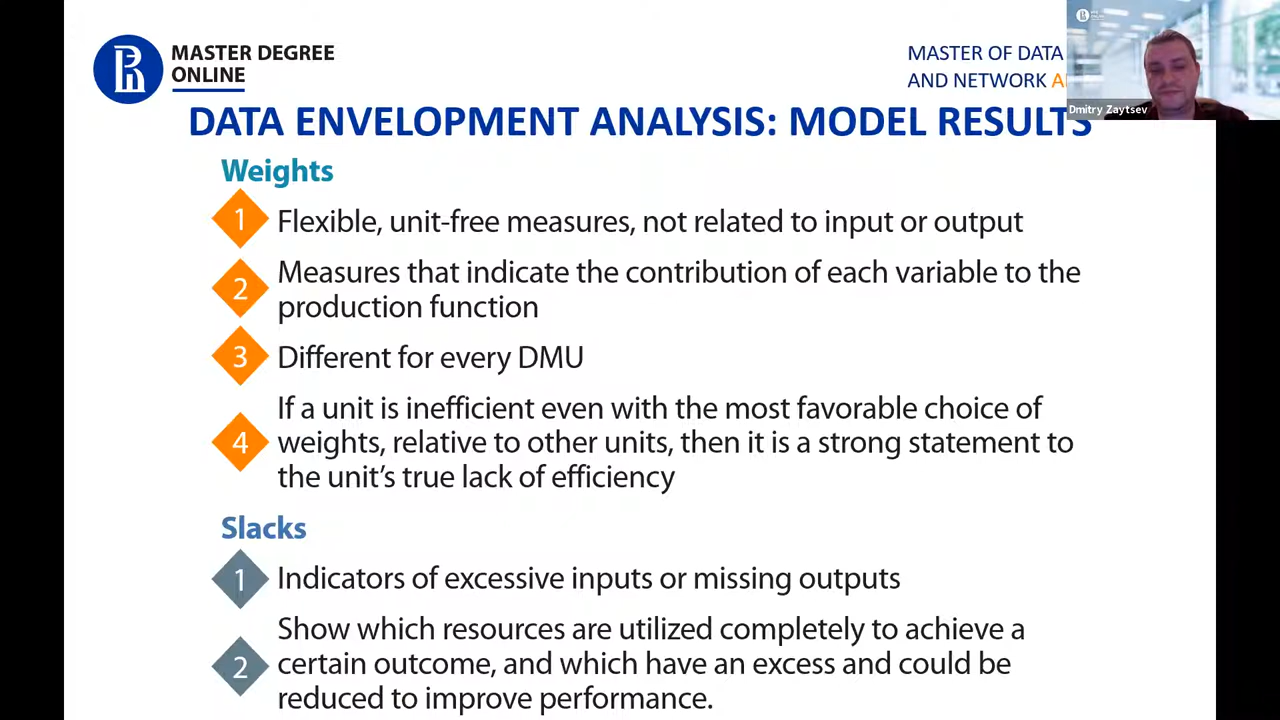 MASTER DEGREE
ONLINE
MASTER OF DATA
AND NETWORK
Dmitry Zaytsev
DATA ENVELOPMENT ANALYSIS: MODEL RESULTS
Weights
1 Flexible, unit-free measures, not related to input or output
2 Measures that indicate the contribution of each variable to the
production function
3 Different for every DMU
4 If a unit is inefficient even with the most favorable choice of
weights, relative to other units, then it is a strong statement to
the unit's true lack of efficiency
Slacks
1 Indicators of excessive inputs or missing outputs
2 Show which resources are utilized completely to achieve a
certain outcome, and which have an excess and could be
reduced to improve performance.